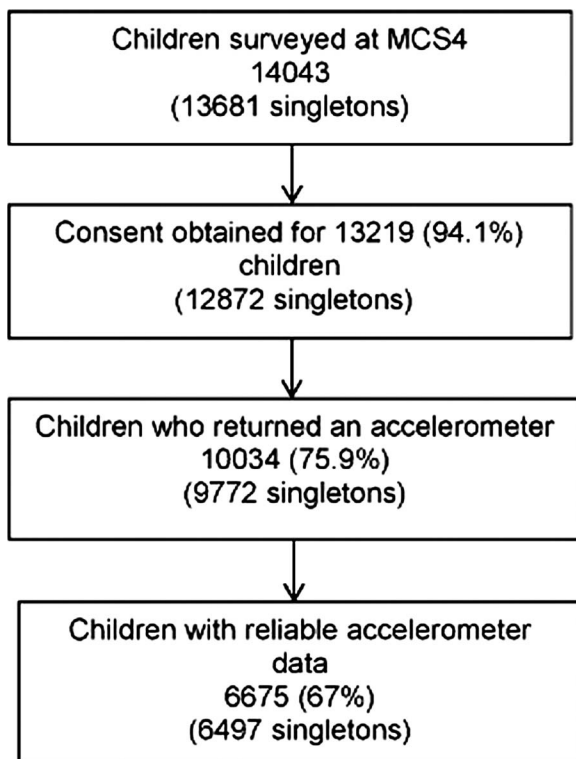 Children surveyed at MCS4
14043
(13681 singletons)
Consent obtained for 13219 (94.1%)
children
(12872 singletons)
Children who returned an accelerometer
10034 (75.9%)
(9772 singletons)
Children with reliable accelerometer
data
6675 (67%)
(6497 singletons)